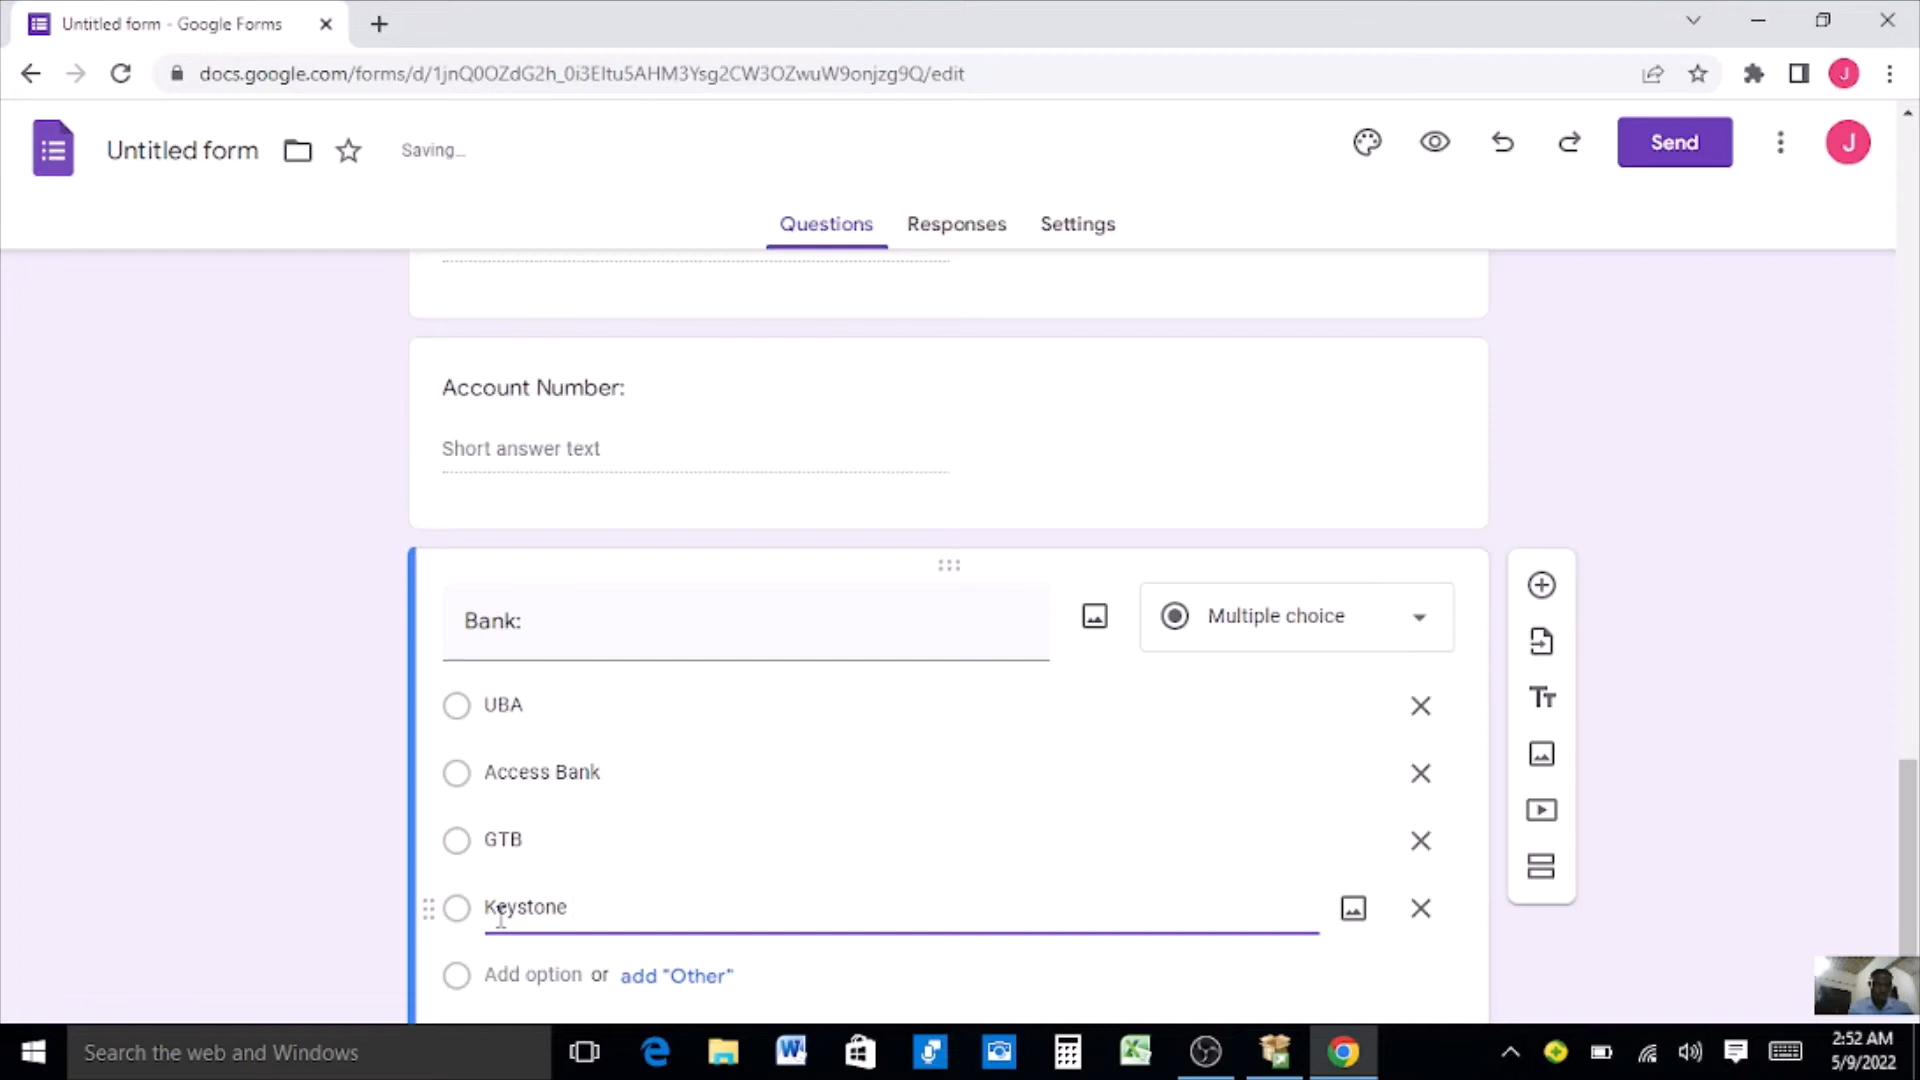 Untitled form - Google Forms
docs.google.com/forms/d/1jnQ0OZdG2h_0i3EItu5AHM3Ysg2CW3OZwuW9onjzg9Q/edit
J
Untitled form
Saving...
Send
J
Questions
Responses
Settings
Account Number:
Short answer text
Bank:
Multiple choice
UBA
Access Bank
GTB
Keystone
Add option or add "Other"
Tт
Search the web and Windows
2:52 AM
5/9/2022